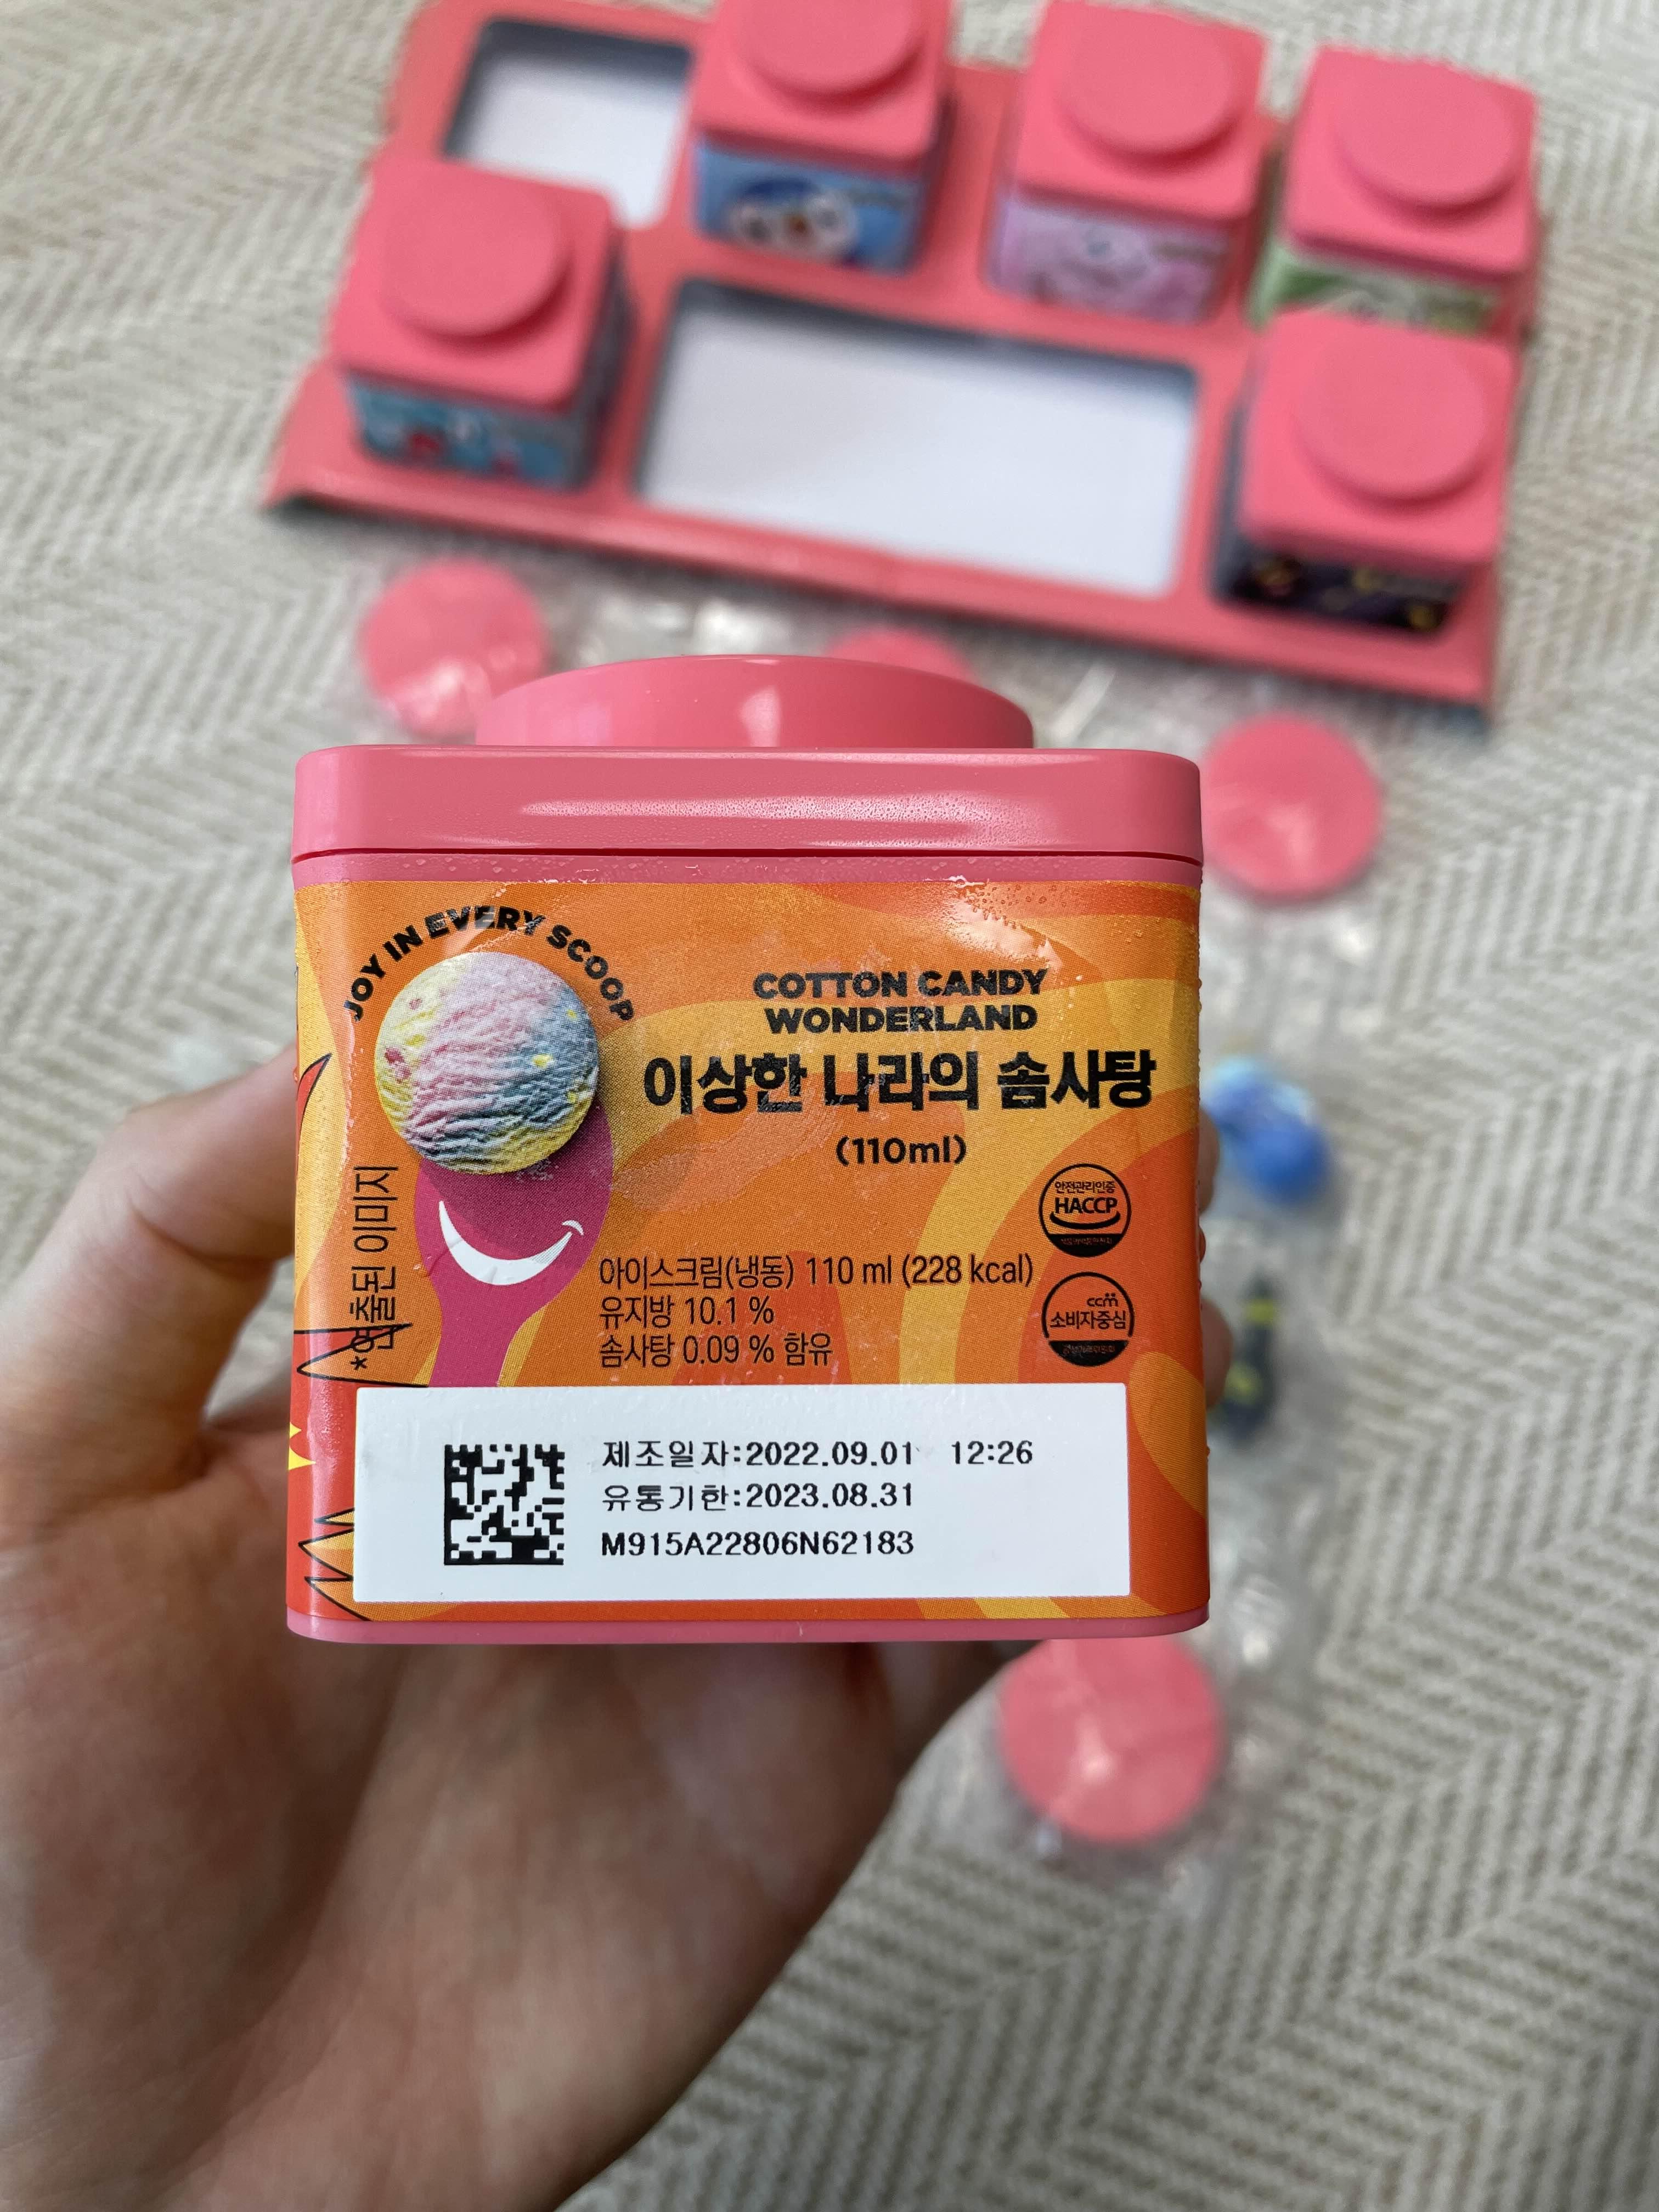 JOY IN EVERY SCOOP
COTTON CANDY
WONDERLAND
이상한 나라의 솜사탕
(110ml)
안전관리인증
HACCP
*연출된 이미지
아이스크림(냉동) 110 ml (228 kcal)
유지방 10.1 %
솜사탕 0.09 % 함유
ccm
소비자중심
제조일자:2022.09.01 12:26
유통기한:2023.08.31
M915A22806N62183